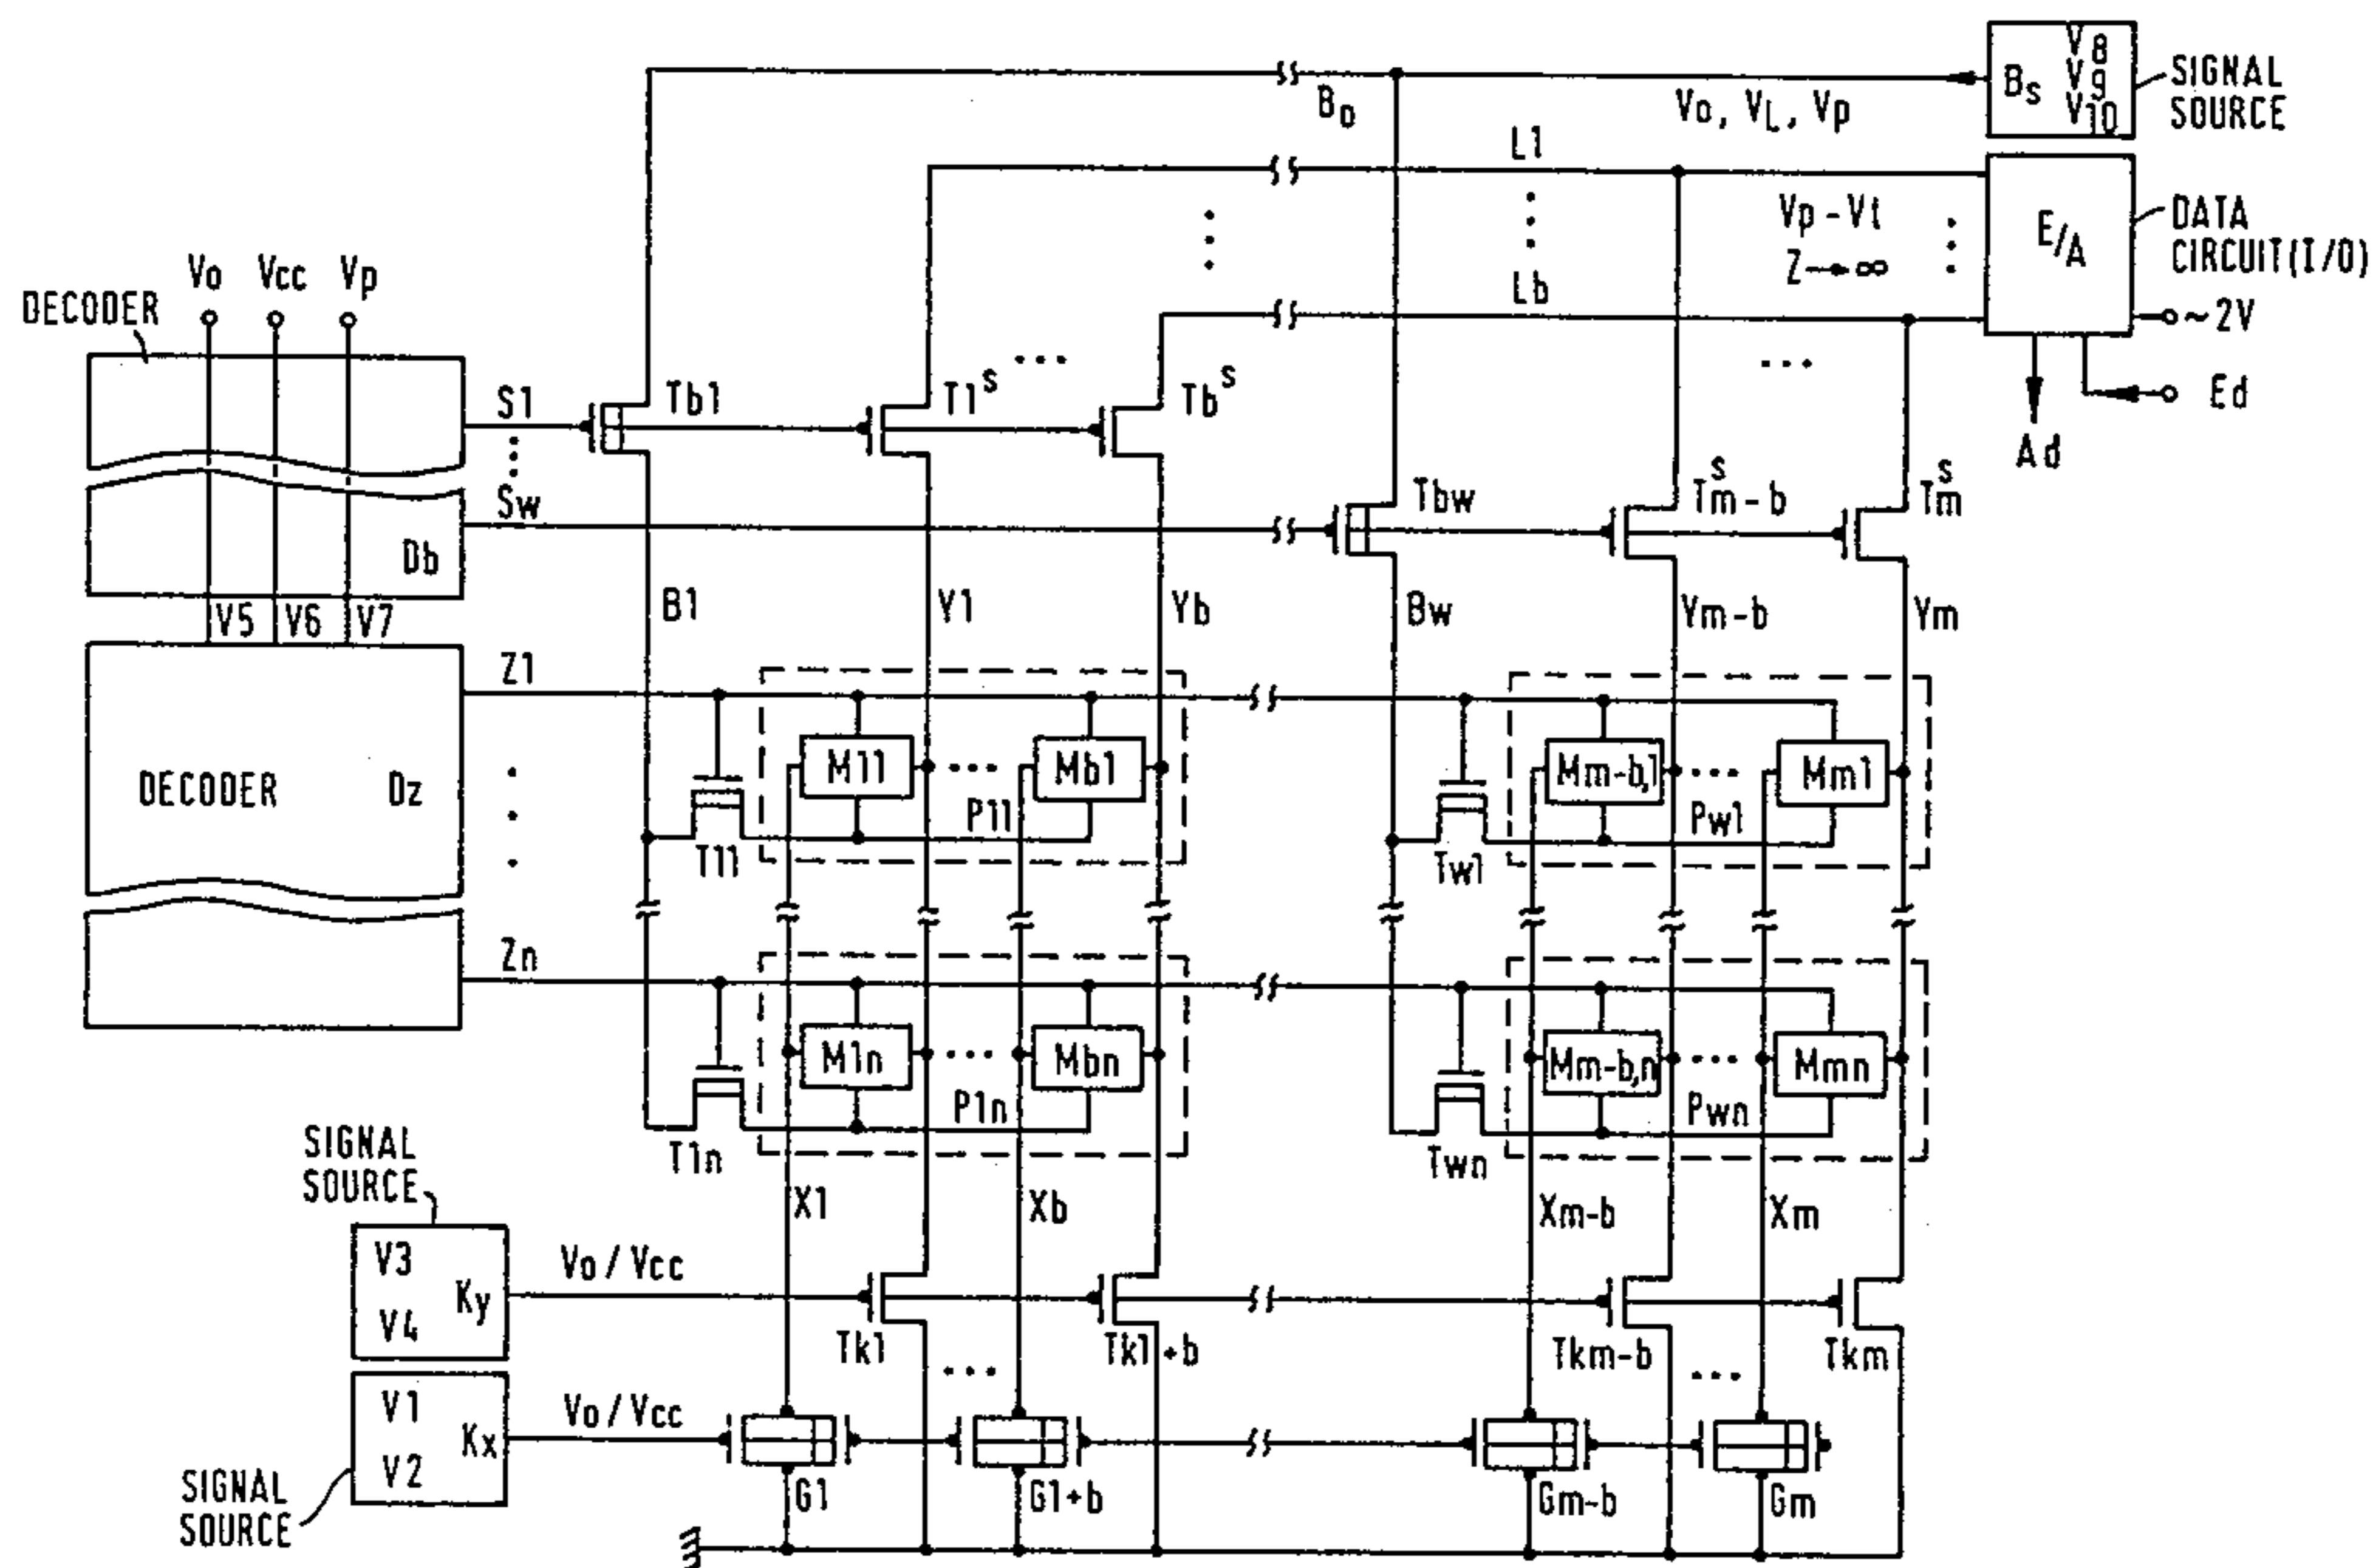 Bs V8 V9 V10
SIGNAL SOURCE
Bo
Vo, VL, Vp
L1
Vp - Vt
Z → ∞
E/A
DATA CIRCUIT(I/O)
Lb
~2V
Ed
Ad
Vo Vcc Vp
DECODER
S1
Tb1
T1s
Tbs
Sw
Tbw
Tsm-b
Tsm
Db
V5 V6 V7
B1
Y1
Yb
Bw
Ym-b
Ym
Z1
M11
Mb1
Mm-b,1
Mm1
DECODER Dz
P11
Pw1
T11
Tw1
Zn
M1n
Mbn
Mm-b,n
Mmn
P1n
Pwn
T1n
Twn
SIGNAL SOURCE
X1
Xb
Xm-b
Xm
V3
V4
Ky
Vo / Vcc
Tk1
Tk1+b
Tkm-b
Tkm
V1
V2
Kx
Vo / Vcc
SIGNAL SOURCE
G1
G1+b
Gm-b
Gm